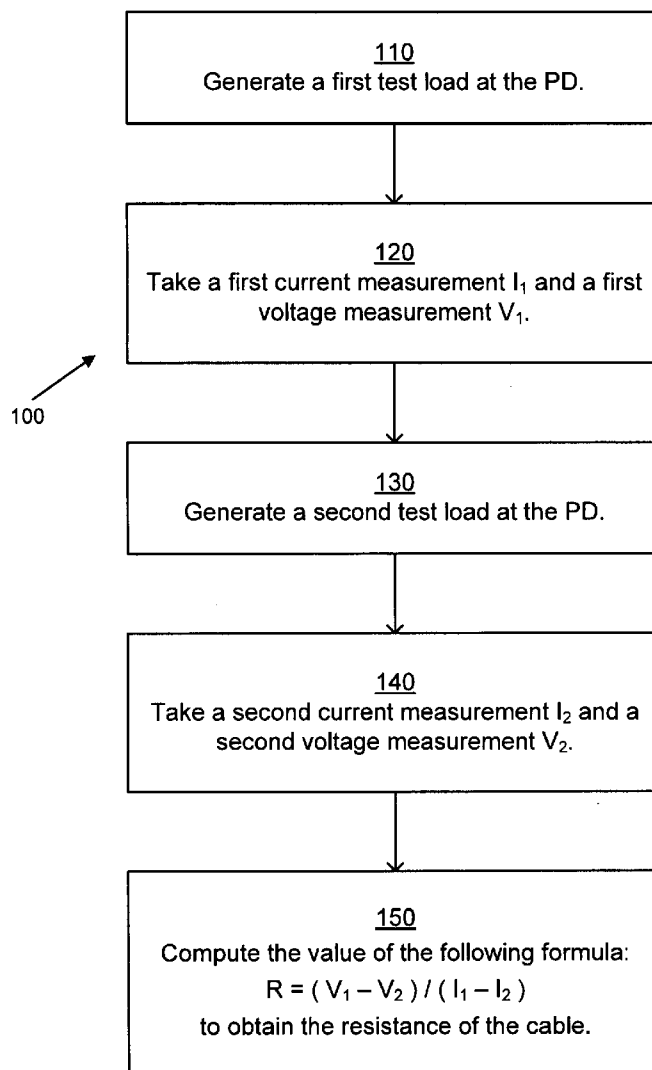 110
Generate a first test load at the PD.
120
Take a first current measurement I₁ and a first
voltage measurement V₁.
100
130
Generate a second test load at the PD.
140
Take a second current measurement I₂ and a
second voltage measurement V₂.
150
Compute the value of the following formula:
R = ( V₁ – V₂ ) / ( I₁ – I₂ )
to obtain the resistance of the cable.